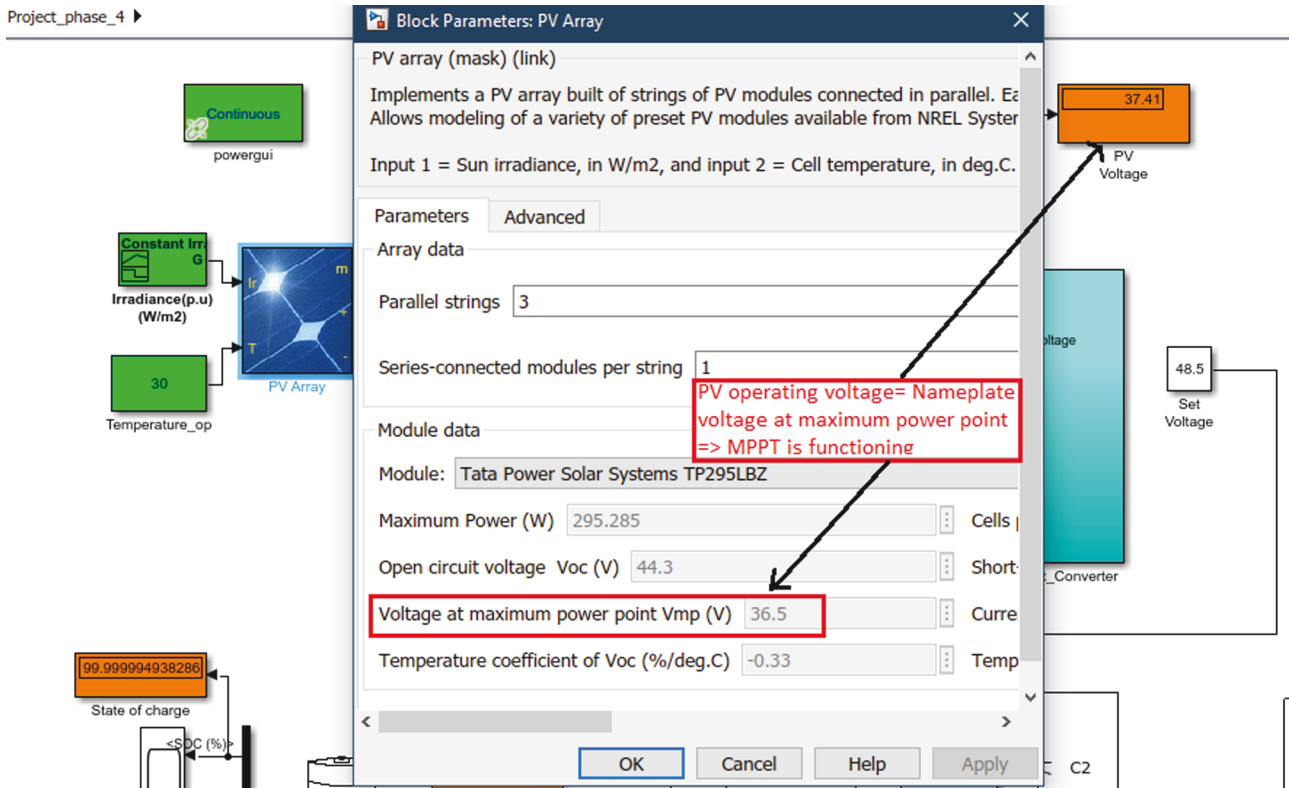 Project_phase_4
Block Parameters: PV Array
PV array (mask) (link)
Implements a PV array built of strings of PV modules connected in parallel. Ea
Allows modeling of a variety of preset PV modules available from NREL System
Input 1 = Sun irradiance, in W/m2, and input 2 = Cell temperature, in deg.C.
Parameters
Advanced
Array data
Parallel strings
3
Series-connected modules per string
1
PV operating voltage= Nameplate
voltage at maximum power point
=> MPPT is functioning
Module data
Module:
Tata Power Solar Systems TP295LBZ
Maximum Power (W)
295.285
Cells
Open circuit voltage Voc (V)
44.3
Short-
Voltage at maximum power point Vmp (V)
36.5
Curre
Temperature coefficient of Voc (%/deg.C)
-0.33
Temp
OK
Cancel
Help
Apply
Continuous
powergui
Constant Irr
G
Irradiance(p.u)
(W/m2)
30
Temperature_op
Ir
T
m
+
-
PV Array
99.999994938286
State of charge
<SOC (%)>
37.41
PV
Voltage
oltage
48.5
Set
Voltage
_Converter
C2